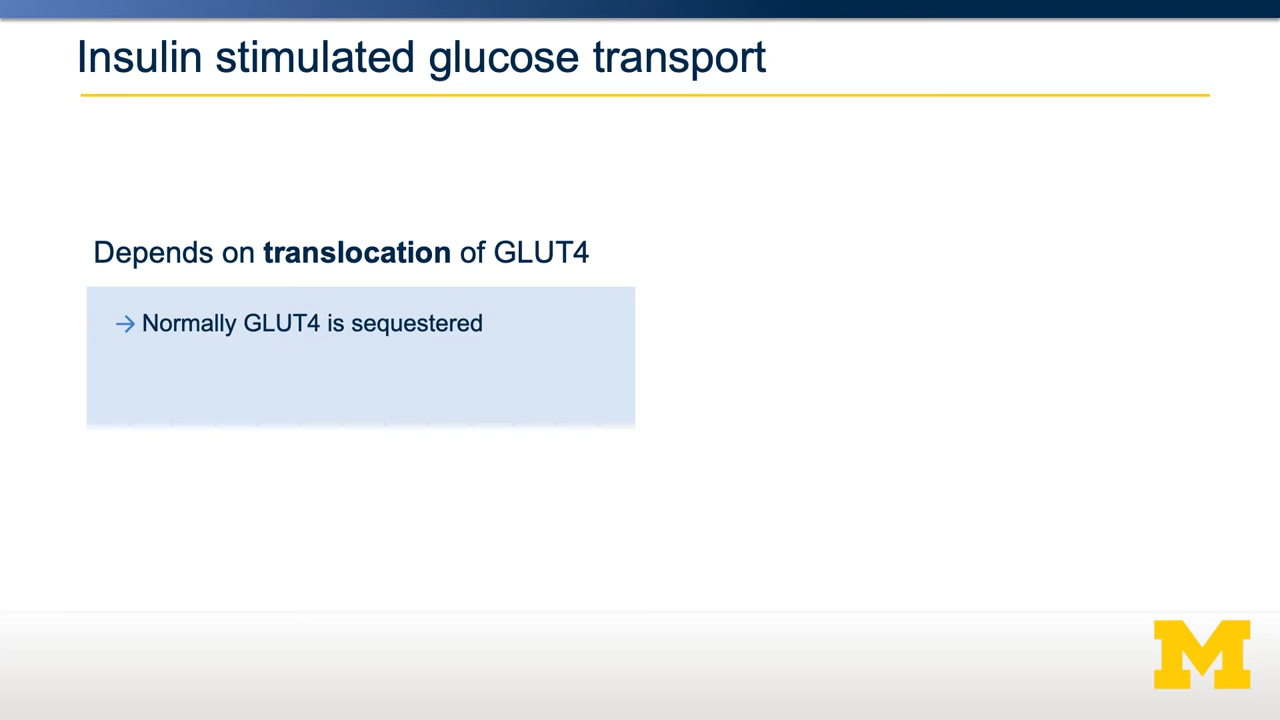 Insulin stimulated glucose transport
Depends on translocation of GLUT4
→ Normally GLUT4 is sequestered
M